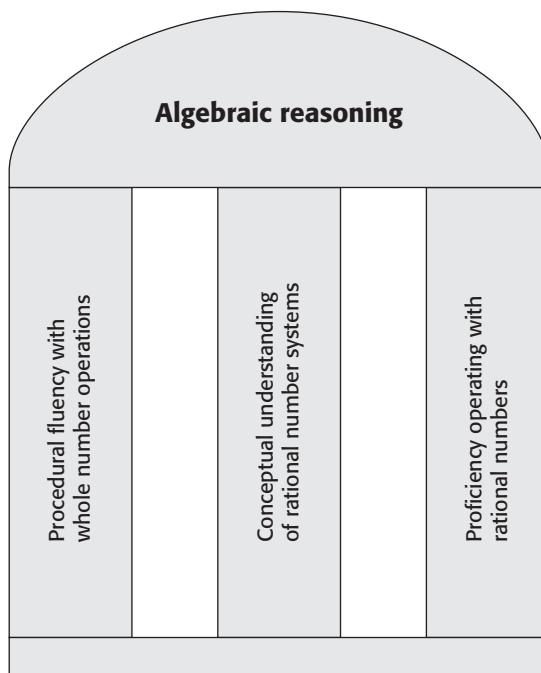 Algebraic reasoning
Procedural fluency with
whole number operations
Conceptual understanding
of rational number systems
Proficiency operating with
rational numbers